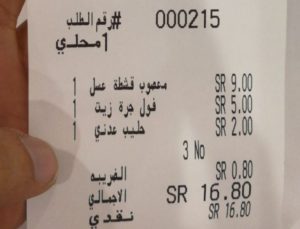 #رقم الطلب 000215
1محلي
معصوب قشطة عسل 1 SR 9.00
فول جرة زيت 1 SR 5.00
حليب عدني 1 SR 2.00
3 No
الضريبه SR 0.80
الاجمالي SR 16.80
نقدي SR 16.80